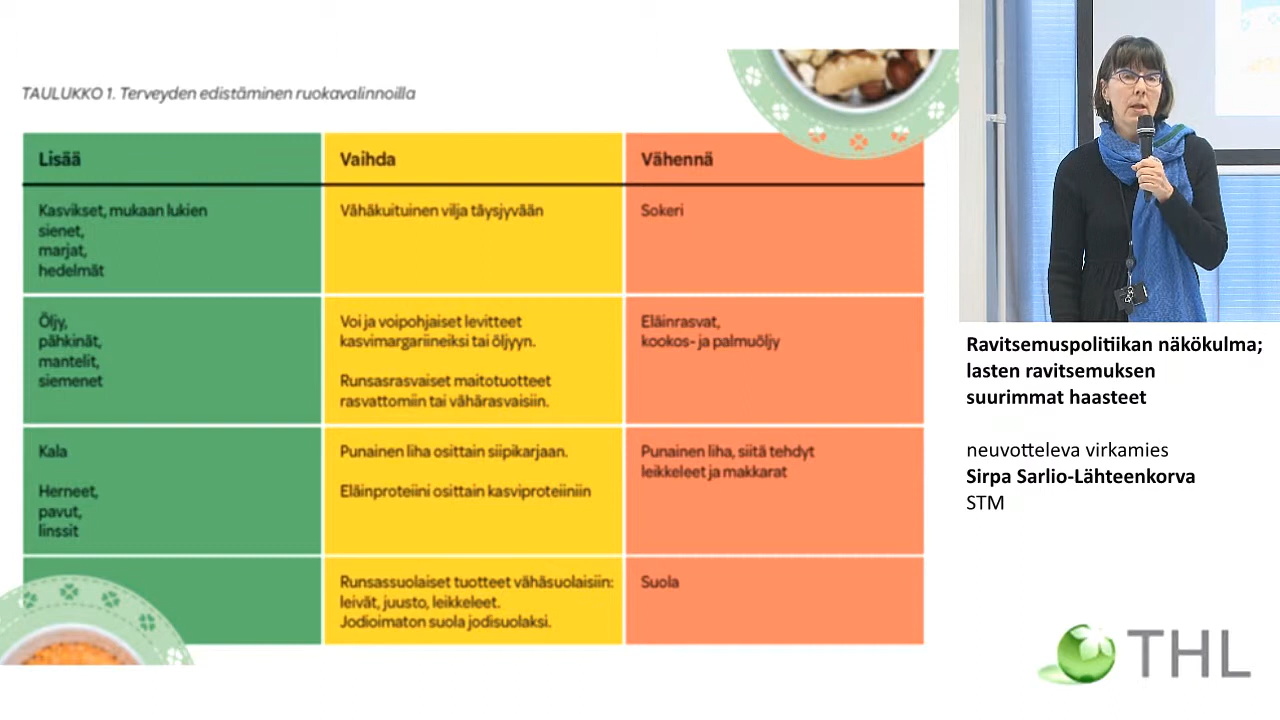 TAULUKKO 1. Terveyden edistäminen ruokavalinnoilla
Lisää
Vaihda
Vähennä
Kasvikset, mukaan lukien
sienet,
marjat,
hedelmät
Vähäkuituinen vilja täysjyvään
Sokeri
Öljy,
pähkinät,
mantelit,
siemenet
Voi ja voipohjaiset levitteet
kasvimargariineiksi tai öljyyn.
Runsasrasvaiset maitotuotteet
rasvattomiin tai vähärasvaisiin.
Eläinrasvat,
kookos- ja palmuöljy
Kala
Herneet,
pavut,
linssit
Punainen liha osittain siipikarjaan.
Eläinproteiini osittain kasviproteiiniin
Punainen liha, siitä tehdyt
leikkeleet ja makkarat
Runsassuolaiset tuotteet vähäsuolaisiin:
leivät, juusto, leikkeleet.
Jodioimaton suola jodisuolaksi.
Suola
Ravitsemuspolitiikan näkökulma;
lasten ravitsemuksen
suurimmat haasteet
neuvotteleva virkamies
Sirpa Sarlio-Lähteenkorva
STM
THL